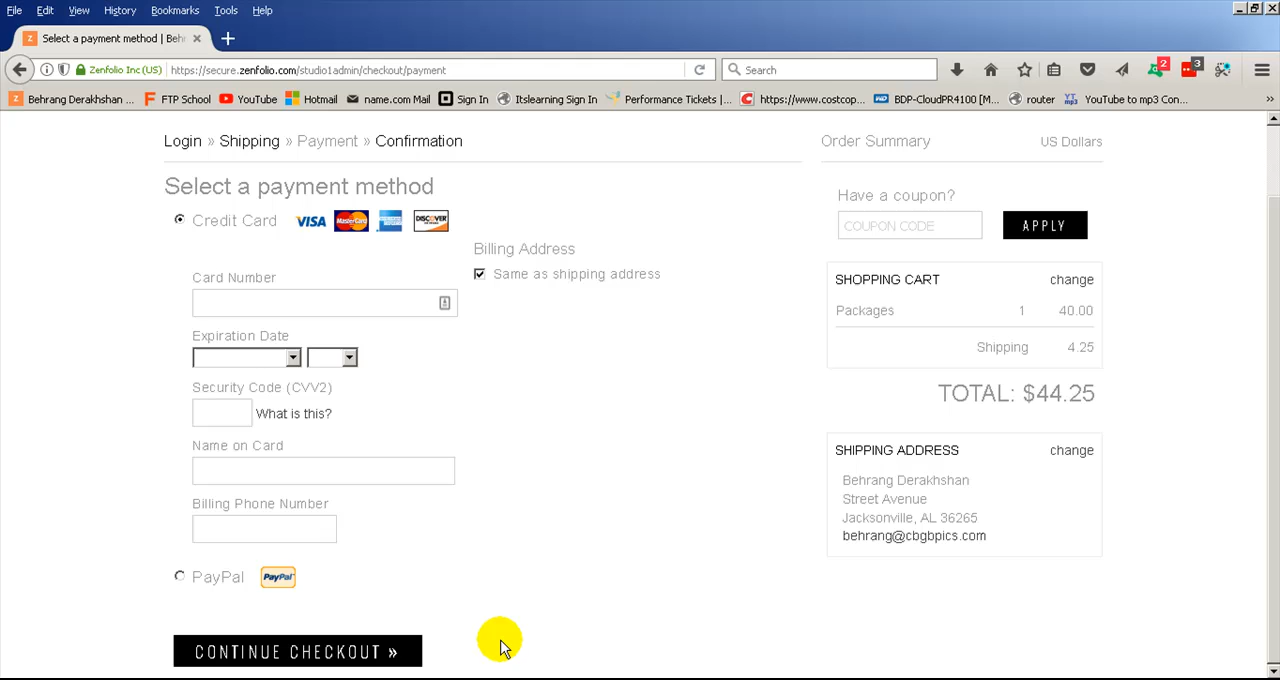 File Edit View History Bookmarks Tools Help
Select a payment method | Beh
Zenfolio Inc (US) https://secure.zenfolio.com/studio1admin/checkout/payment Search 2 3
Behrang Derakhshan ... FTP School YouTube Hotmail name.com Mail Sign In Itslearning Sign In Performance Tickets |... https://www.costcop... BDP-CloudPR4100 [M... router YouTube to mp3 Con...
Login » Shipping » Payment » Confirmation
Select a payment method
Credit Card VISA MasterCard AMERICAN EXPRESS DISCOVER
Billing Address
Same as shipping address
Card Number
Expiration Date
Security Code (CVV2)
What is this?
Name on Card
Billing Phone Number
PayPal PayPal
CONTINUE CHECKOUT »
Order Summary US Dollars
Have a coupon?
COUPON CODE APPLY
SHOPPING CART change
Packages 1 40.00
Shipping 4.25
TOTAL: $44.25
SHIPPING ADDRESS change
Behrang Derakhshan
Street Avenue
Jacksonville, AL 36265
behrang@cbgbpics.com